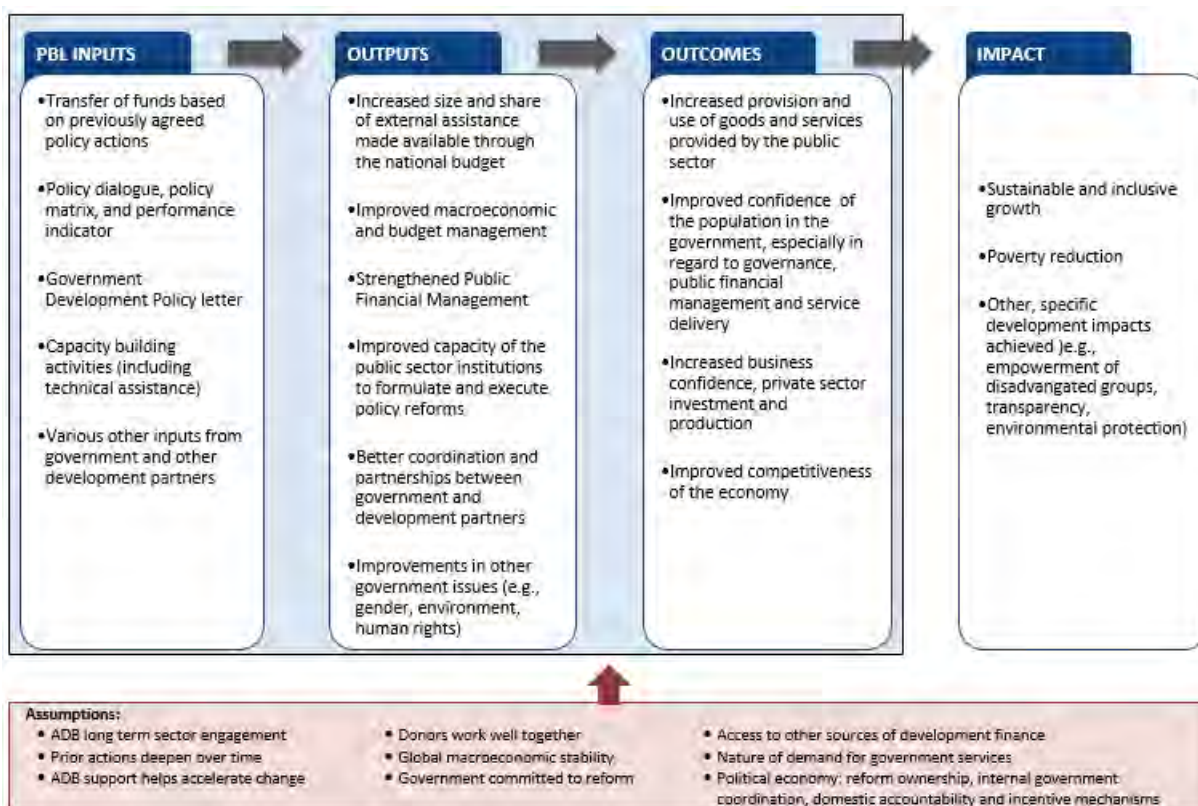 PBL INPUTS
•Transfer of funds based
on previously agreed
policy actions
•Policy dialogue, policy
matrix, and performance
indicator
•Government
Development Policy letter
•Capacity building
activities (including
technical assistance)
•Various other inputs from
government and other
development partners
OUTPUTS
•Increased size and share
of external assistance
made available through
the national budget
•Improved macroeconomic
and budget management
•Strengthened Public
Financial Management
•Improved capacity of the
public sector institutions
to formulate and execute
policy reforms
•Better coordination and
partnerships between
government and
development partners
•Improvements in other
government issues (e.g.,
gender, environment,
human rights)
OUTCOMES
•Increased provision and
use of goods and services
provided by the public
sector
•Improved confidence of
the population in the
government, especially in
regard to governance,
public financial
management and service
delivery
•Increased business
confidence, private sector
investment and
production
•Improved competitiveness
of the economy
IMPACT
•Sustainable and inclusive
growth
•Poverty reduction
•Other, specific
development impacts
achieved )e.g.,
empowerment of
disadvangated groups,
transparency,
environmental protection)
Assumptions:
• ADB long term sector engagement
• Prior actions deepen over time
• ADB support helps accelerate change
• Donors work well together
• Global macroeconomic stability
• Government committed to reform
• Access to other sources of development finance
• Nature of demand for government services
• Political economy: reform ownership, internal government
coordination, domestic accountability and incentive mechanisms